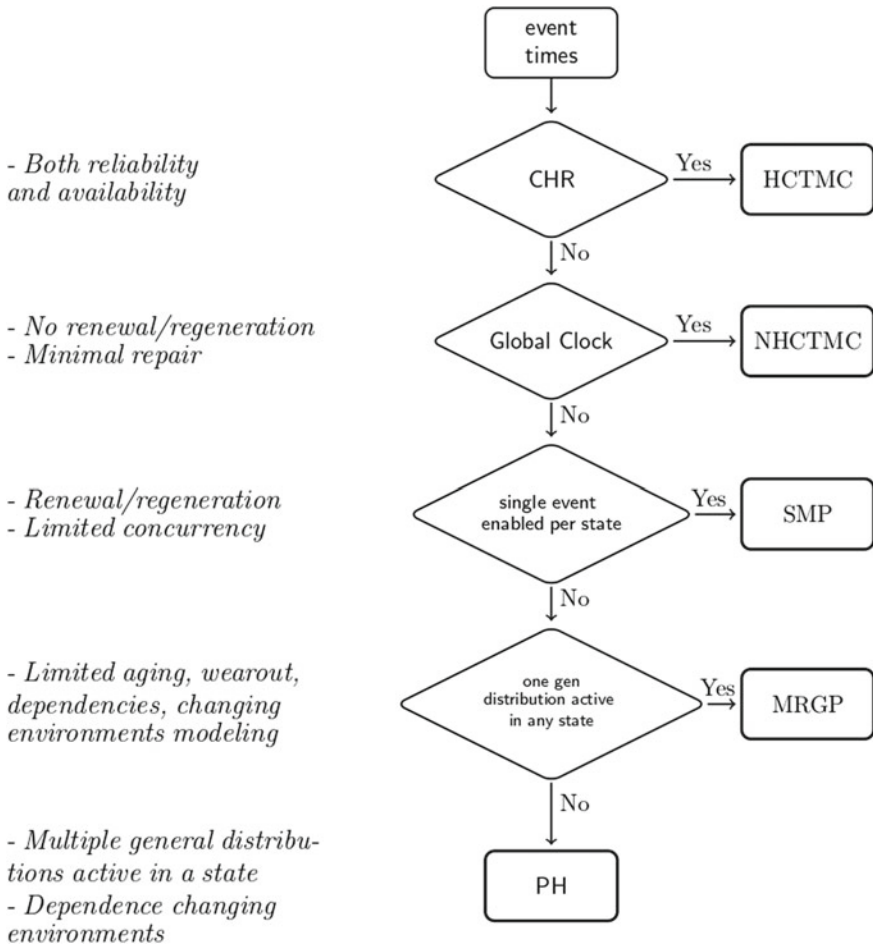 event
times
- Both reliability
and availability
CHR
Yes
HCTMC
No
- No renewal/regeneration
- Minimal repair
Global Clock
Yes
NHCTMC
No
- Renewal/regeneration
- Limited concurrency
single event
enabled per state
Yes
SMP
No
- Limited aging, wearout,
dependencies, changing
environments modeling
one gen
distribution active
in any state
Yes
MRGP
No
- Multiple general distribu-
tions active in a state
- Dependence changing
environments
PH